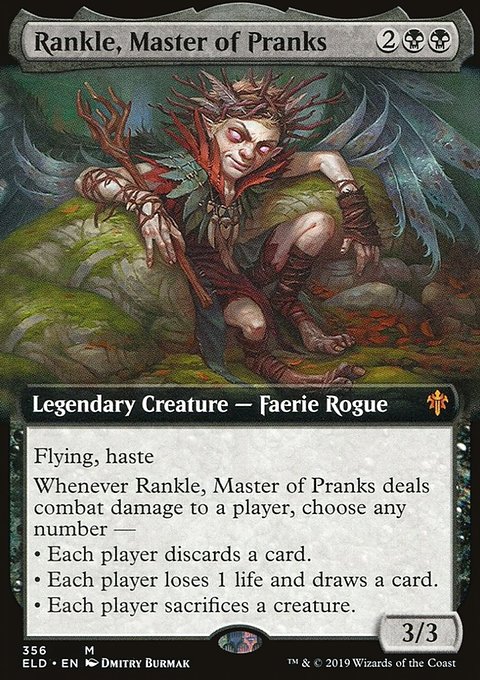 Rankle, Master of Pranks 2
Legendary Creature — Faerie Rogue
Flying, haste
Whenever Rankle, Master of Pranks deals
combat damage to a player, choose any
number —
• Each player discards a card.
• Each player loses 1 life and draws a card.
• Each player sacrifices a creature.
3/3
356 M
ELD • EN Dmitry Burmak
™ & © 2019 Wizards of the Coast